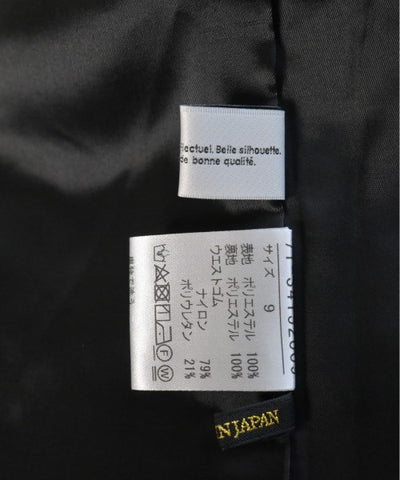 llectuel. Belle silhouette.
de bonne qualité.
サイズ 9
表地 ポリエステル 100%
裏地 ポリエステル 100%
ウエストゴム
ナイロン 79%
ポリウレタン 21%
N JAPAN